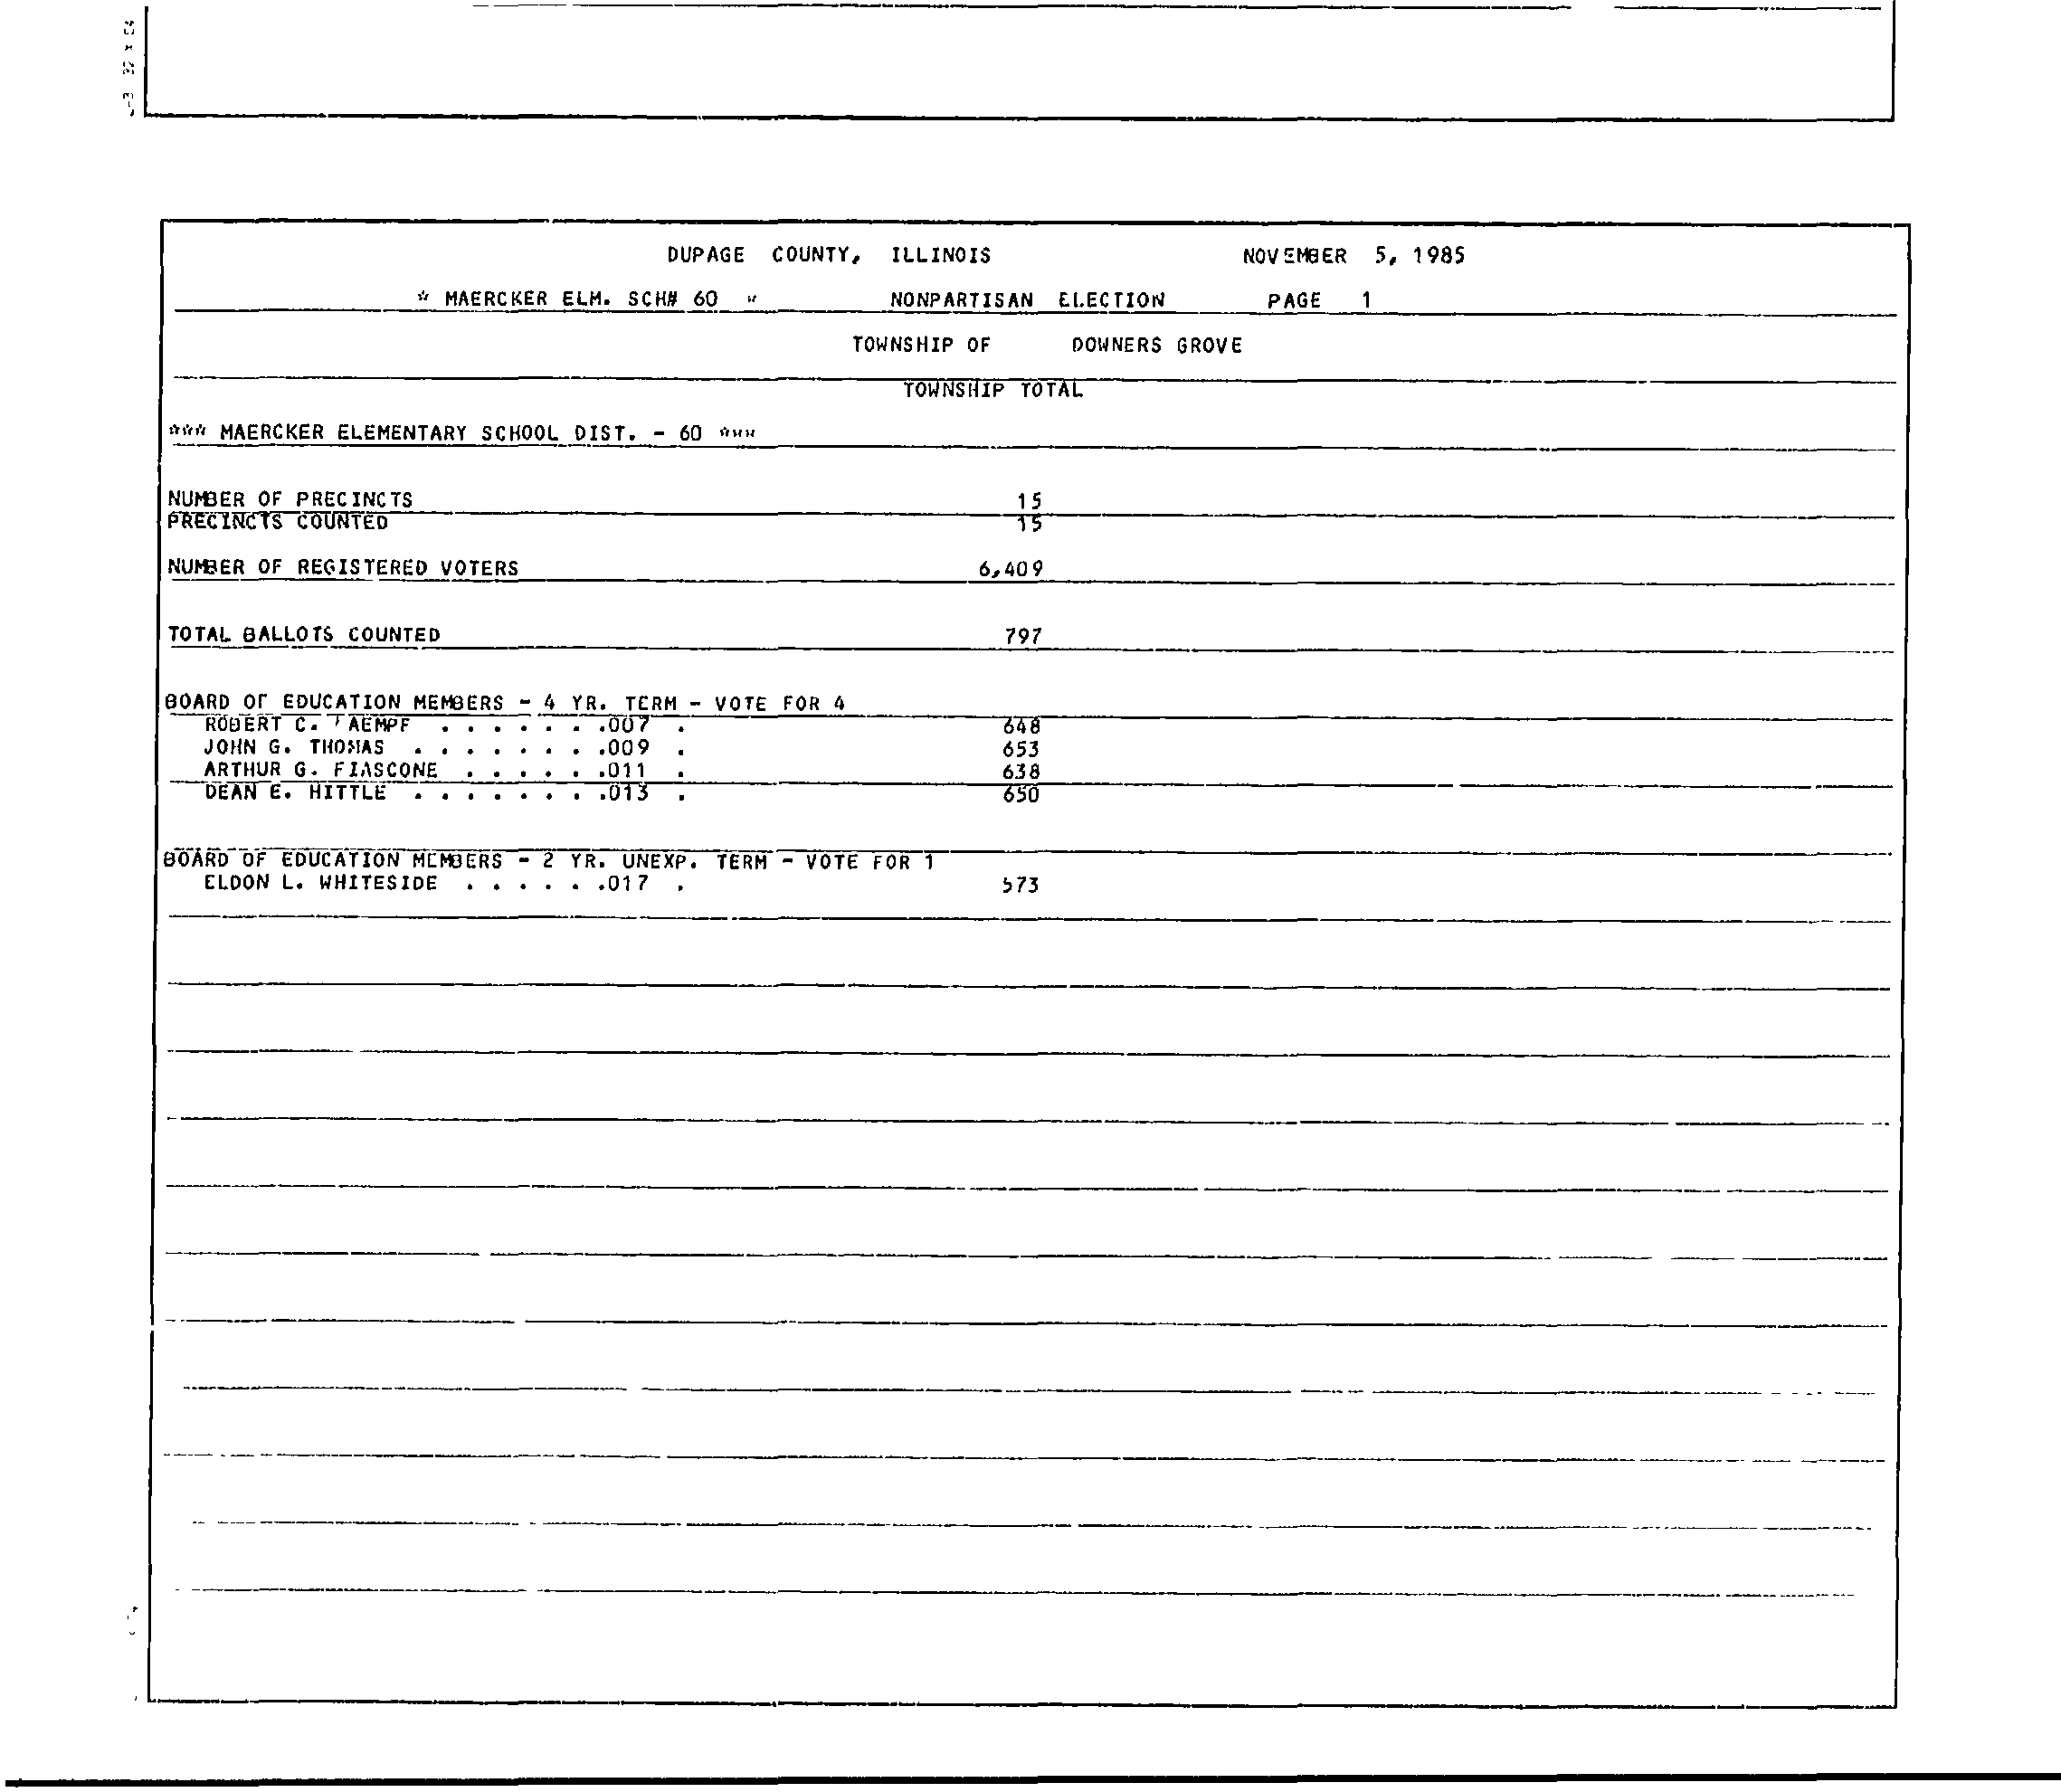 DUPAGE COUNTY, ILLINOIS NOVEMBER 5, 1985
* MAERCKER ELM. SCH# 60 * NONPARTISAN ELECTION PAGE 1
TOWNSHIP OF DOWNERS GROVE
TOWNSHIP TOTAL
*** MAERCKER ELEMENTARY SCHOOL DIST. - 60 ***
NUMBER OF PRECINCTS 15
PRECINCTS COUNTED 15
NUMBER OF REGISTERED VOTERS 6,409
TOTAL BALLOTS COUNTED 797
BOARD OF EDUCATION MEMBERS - 4 YR. TERM - VOTE FOR 4
ROBERT C. . . . . . . .007 . 648
JOHN G. THOMAS . . . . . . . .009 . 653
ARTHUR G. FIASCONE . . . . . .011 . 638
DEAN E. HITTLE . . . . . . . .013 . 650
BOARD OF EDUCATION MEMBERS - 2 YR. UNEXP. TERM - VOTE FOR 1
ELDON L. WHITESIDE . . . . . .017 . 573